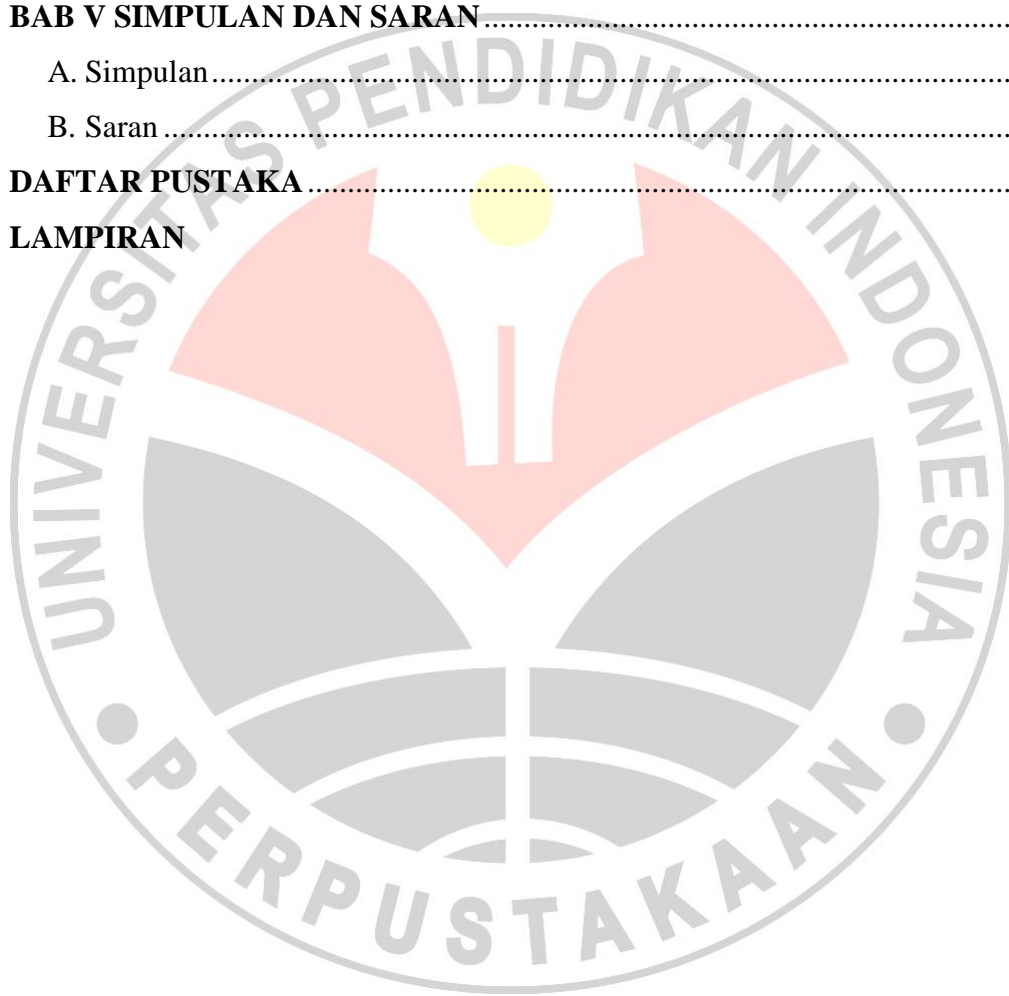 BAB V SIMPULAN DAN SARAN ........................................................................
A. Simpulan ........................................................................................................
B. Saran ..............................................................................................................
DAFTAR PUSTAKA .............................................................................................
LAMPIRAN
UNIVERSITAS PENDIDIKAN INDONESIA
PERPUSTAKAAN